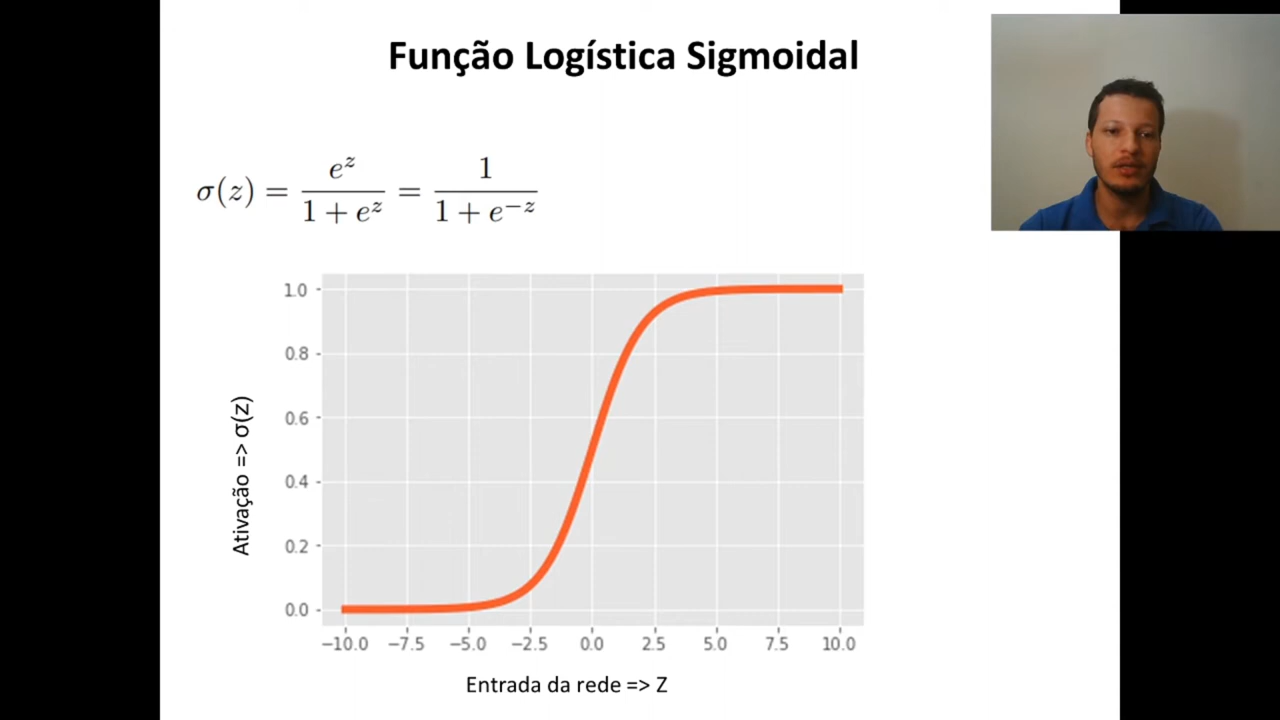 Função Logística Sigmoidal
σ(z) = e^z / (1 + e^z) = 1 / (1 + e^−z)
1.0
0.8
0.6
0.4
0.2
0.0
Ativação => σ(z)
−10.0 −7.5 −5.0 −2.5 0.0 2.5 5.0 7.5 10.0
Entrada da rede => Z